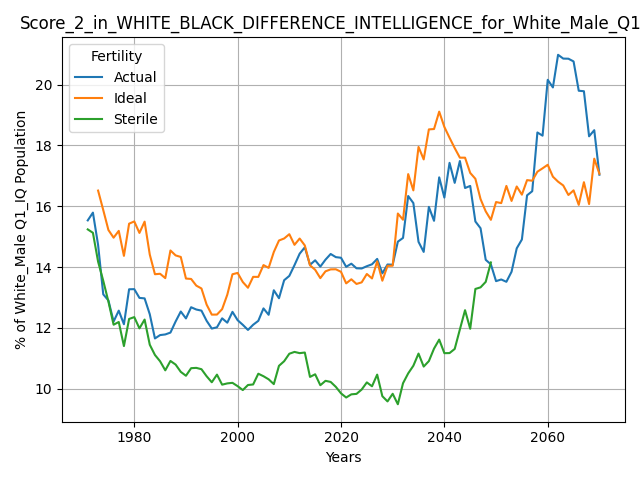 Score_2_in_WHITE_BLACK_DIFFERENCE_INTELLIGENCE_for_White_Male_Q1
Fertility
Actual
Ideal
Sterile
% of White_Male Q1_IQ Population
20
18
16
14
12
10
1980 2000 2020 2040 2060
Years